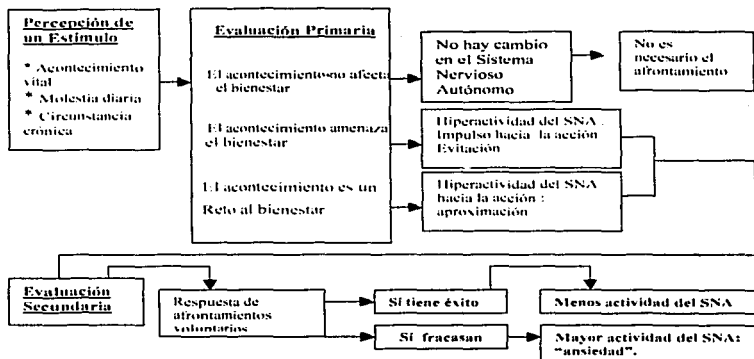 Percepción de
un Estímulo
* Acontecimiento
vital
* Molestia diaria
* Circunstancia
crónica
Evaluación Primaria
El acontecimiento no afecta
el bienestar
El acontecimiento amenaza
el bienestar
El acontecimiento es un
Reto al bienestar
No hay cambio
en el Sistema
Nervioso
Autónomo
No es
necesario el
afrontamiento
Hiperactividad del SNA :
Impulso hacia la acción
Evitación
Hiperactividad del SNA
hacia la acción :
aproximación
Evaluación
Secundaria
Respuesta de
afrontamientos
voluntarios
Sí tiene éxito
Menos actividad del SNA
Sí fracasan
Mayor actividad del SNA:
"ansiedad".